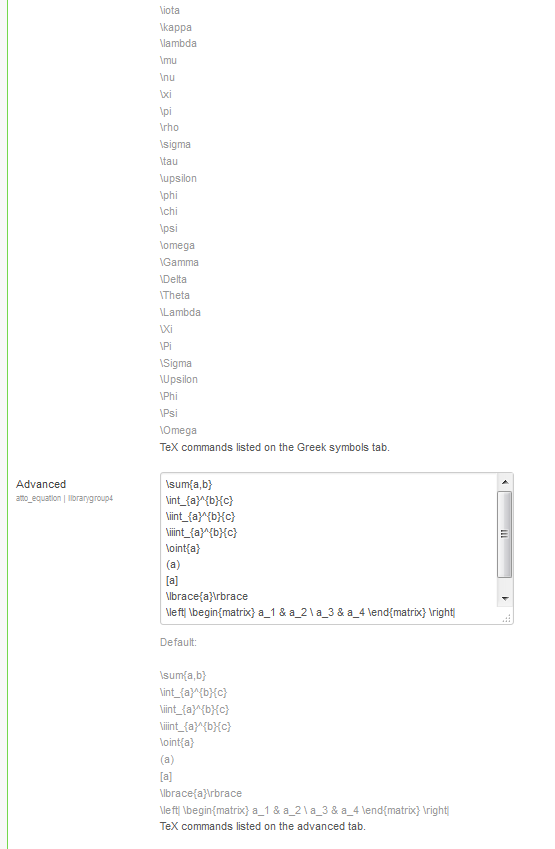 \iota
\kappa
\lambda
\mu
\nu
\xi
\pi
\rho
\sigma
\tau
\upsilon
\phi
\chi
\psi
\omega
\Gamma
\Delta
\Theta
\Lambda
\Xi
\Pi
\Sigma
\Upsilon
\Phi
\Psi
\Omega
TeX commands listed on the Greek symbols tab.
Advanced
atto_equation | librarygroup4
\sum{a,b}
\int_{a}^{b}{c}
\iint_{a}^{b}{c}
\iiint_{a}^{b}{c}
\oint{a}
(a)
[a]
\lbrace{a}\rbrace
\left| \begin{matrix} a_1 & a_2 \ a_3 & a_4 \end{matrix} \right|
Default:
\sum{a,b}
\int_{a}^{b}{c}
\iint_{a}^{b}{c}
\iiint_{a}^{b}{c}
\oint{a}
(a)
[a]
\lbrace{a}\rbrace
\left| \begin{matrix} a_1 & a_2 \ a_3 & a_4 \end{matrix} \right|
TeX commands listed on the advanced tab.